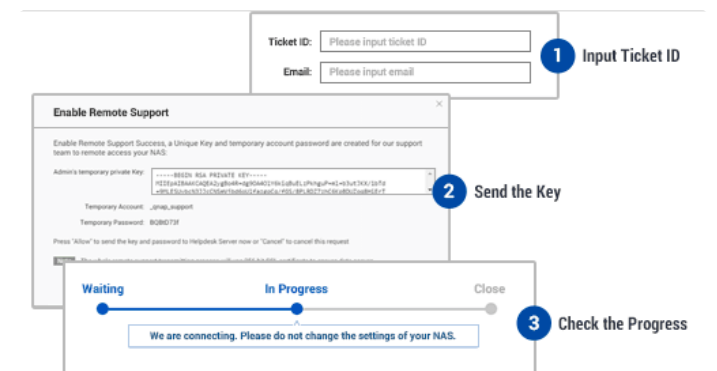 Ticket ID:
Please input ticket ID
Email:
Please input email
1
Input Ticket ID
Enable Remote Support
×
Enable Remote Support Success, a Unique Key and temporary account password are created for our support
team to remote access your NAS:
Admin's temporary private Key:
-----BEGIN RSA PRIVATE KEY-----
2
Send the Key
Temporary Account: _qnap_support
Temporary Password:
Press "Allow" to send the key and password to Helpdesk Server now or "Cancel" to cancel this request
Waiting
In Progress
Close
We are connecting. Please do not change the settings of your NAS.
3
Check the Progress